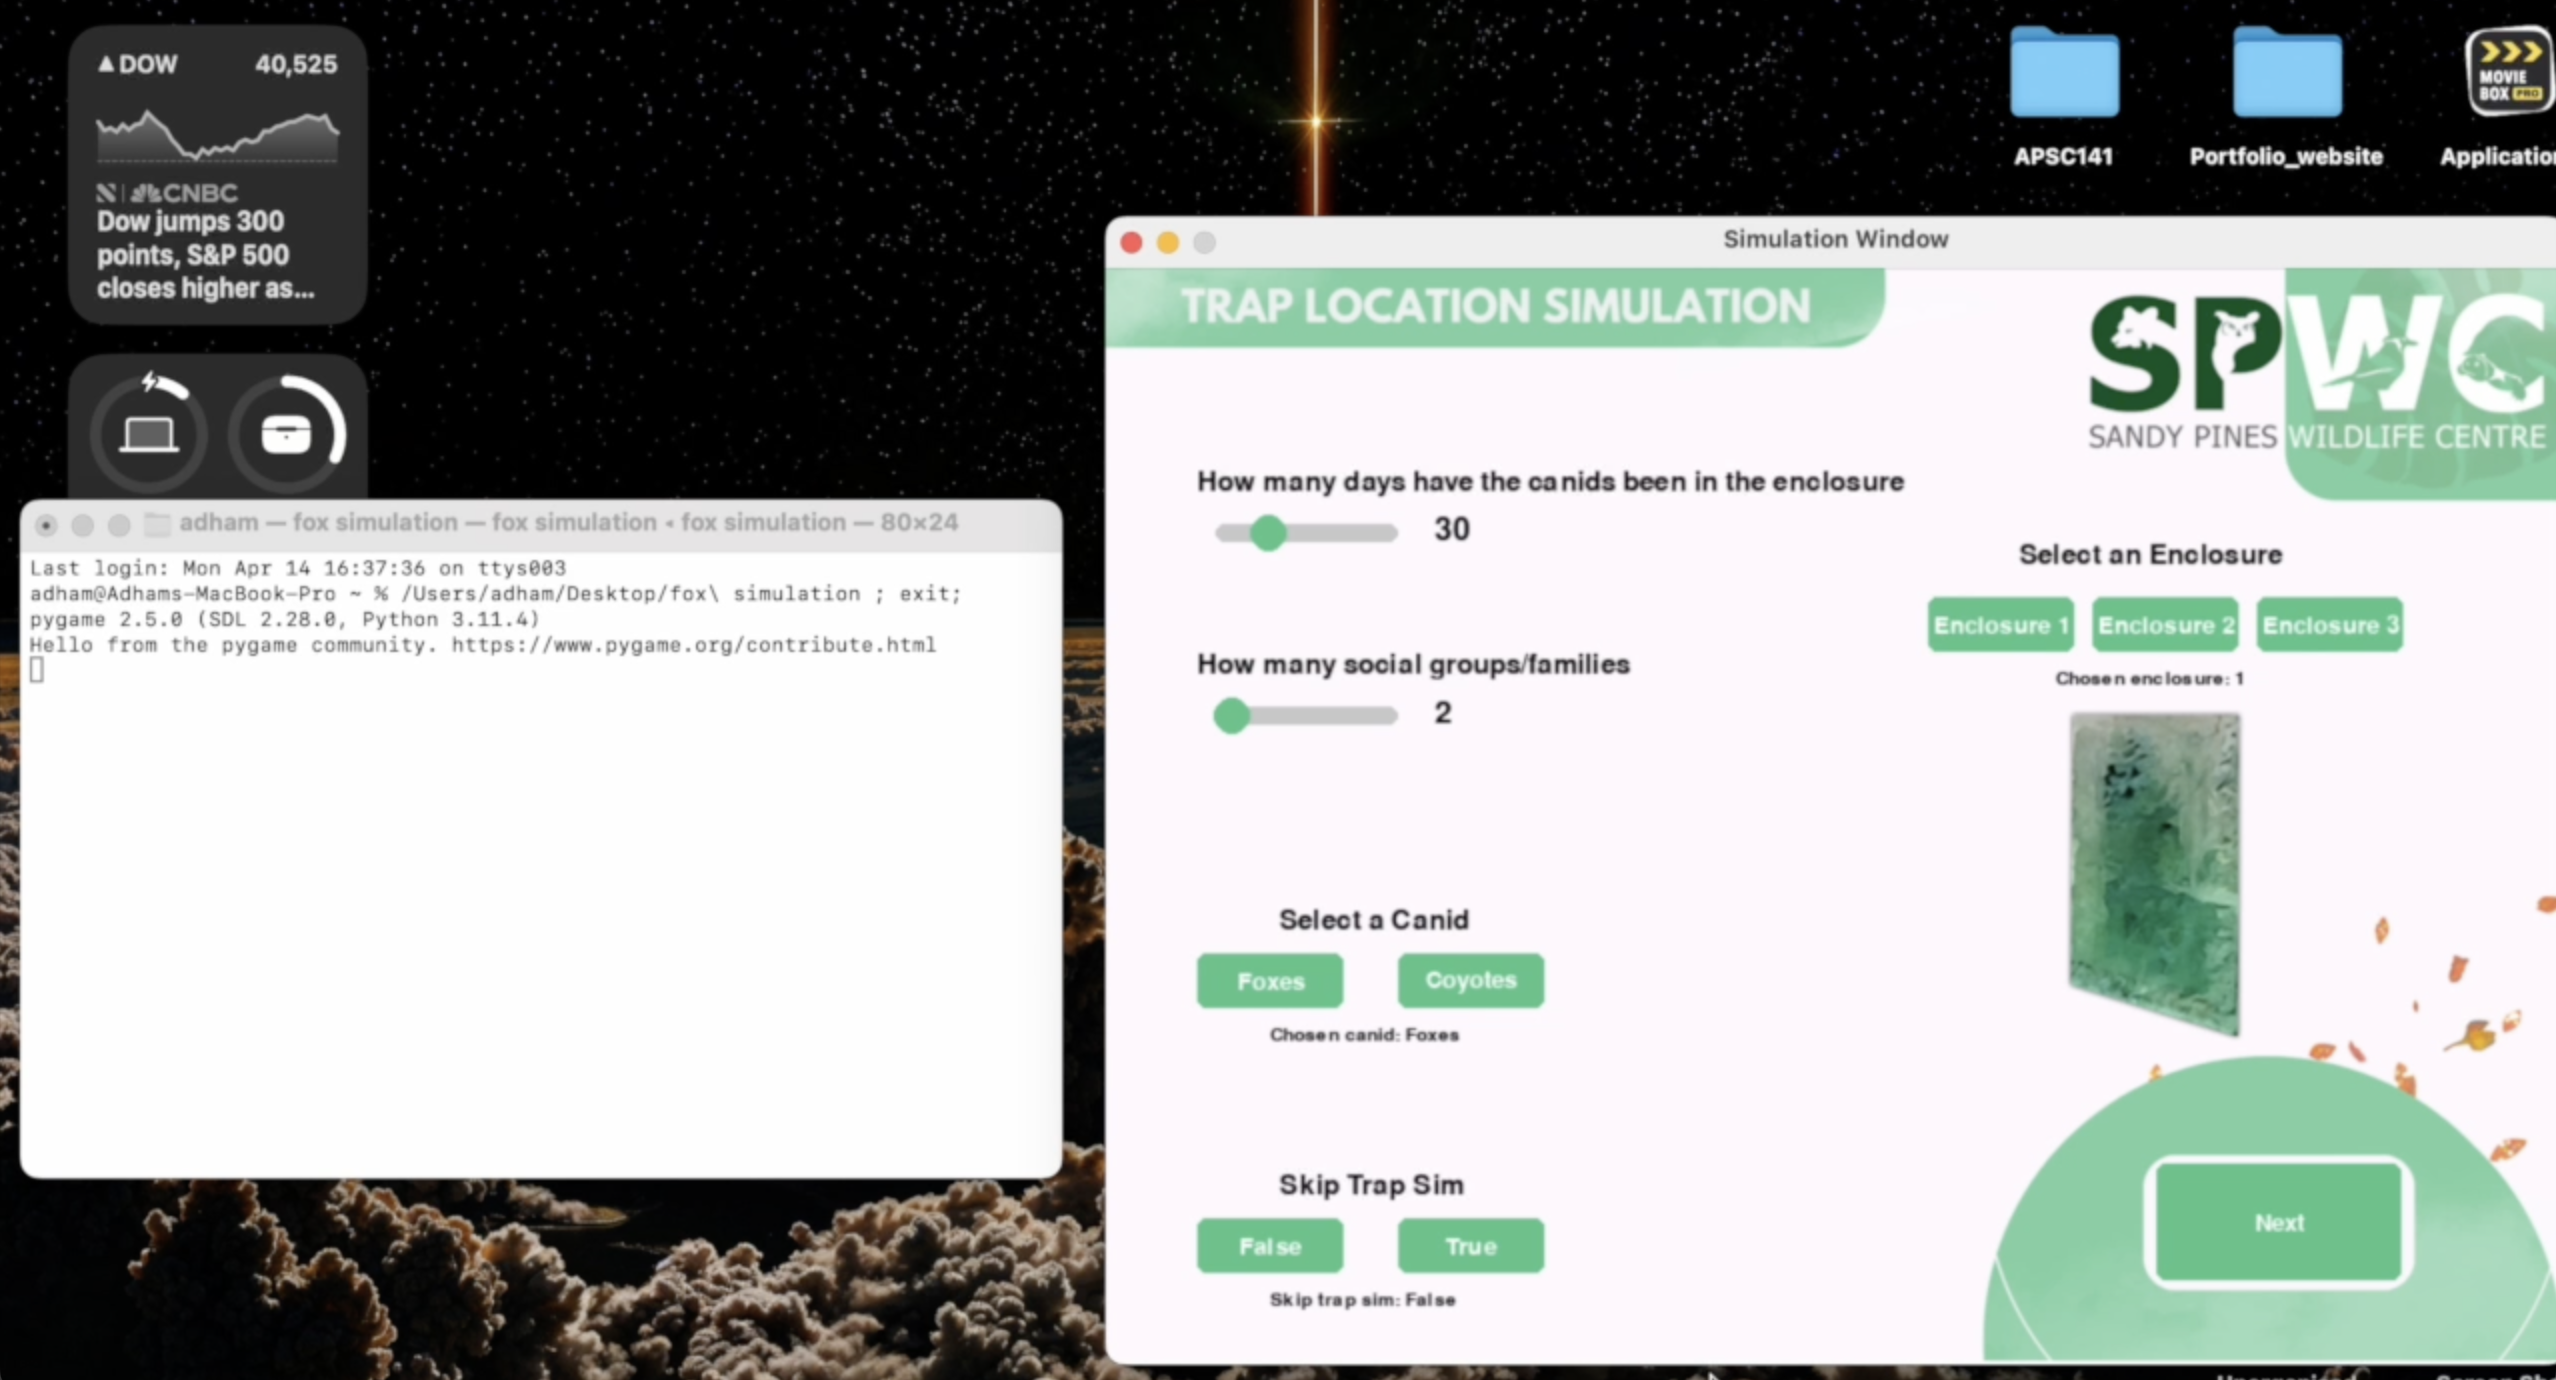 ▲DOW 40,525
CNBC
Dow jumps 300
points, S&P 500
closes higher as...
APSC141
Portfolio_website
MOVIE
BOX PRO
Applicatio
adham — fox simulation — fox simulation ◂ fox simulation — 80×24
Last login: Mon Apr 14 16:37:36 on ttys003
adham@Adhams-MacBook-Pro ~ % /Users/adham/Desktop/fox\ simulation ; exit;
pygame 2.5.0 (SDL 2.28.0, Python 3.11.4)
Hello from the pygame community. https://www.pygame.org/contribute.html
Simulation Window
TRAP LOCATION SIMULATION
SPWC
SANDY PINES WILDLIFE CENTRE
How many days have the canids been in the enclosure
30
How many social groups/families
2
Select an Enclosure
Enclosure 1 Enclosure 2 Enclosure 3
Chosen enclosure: 1
Select a Canid
Foxes Coyotes
Chosen canid: Foxes
Skip Trap Sim
False True
Skip trap sim: False
Next